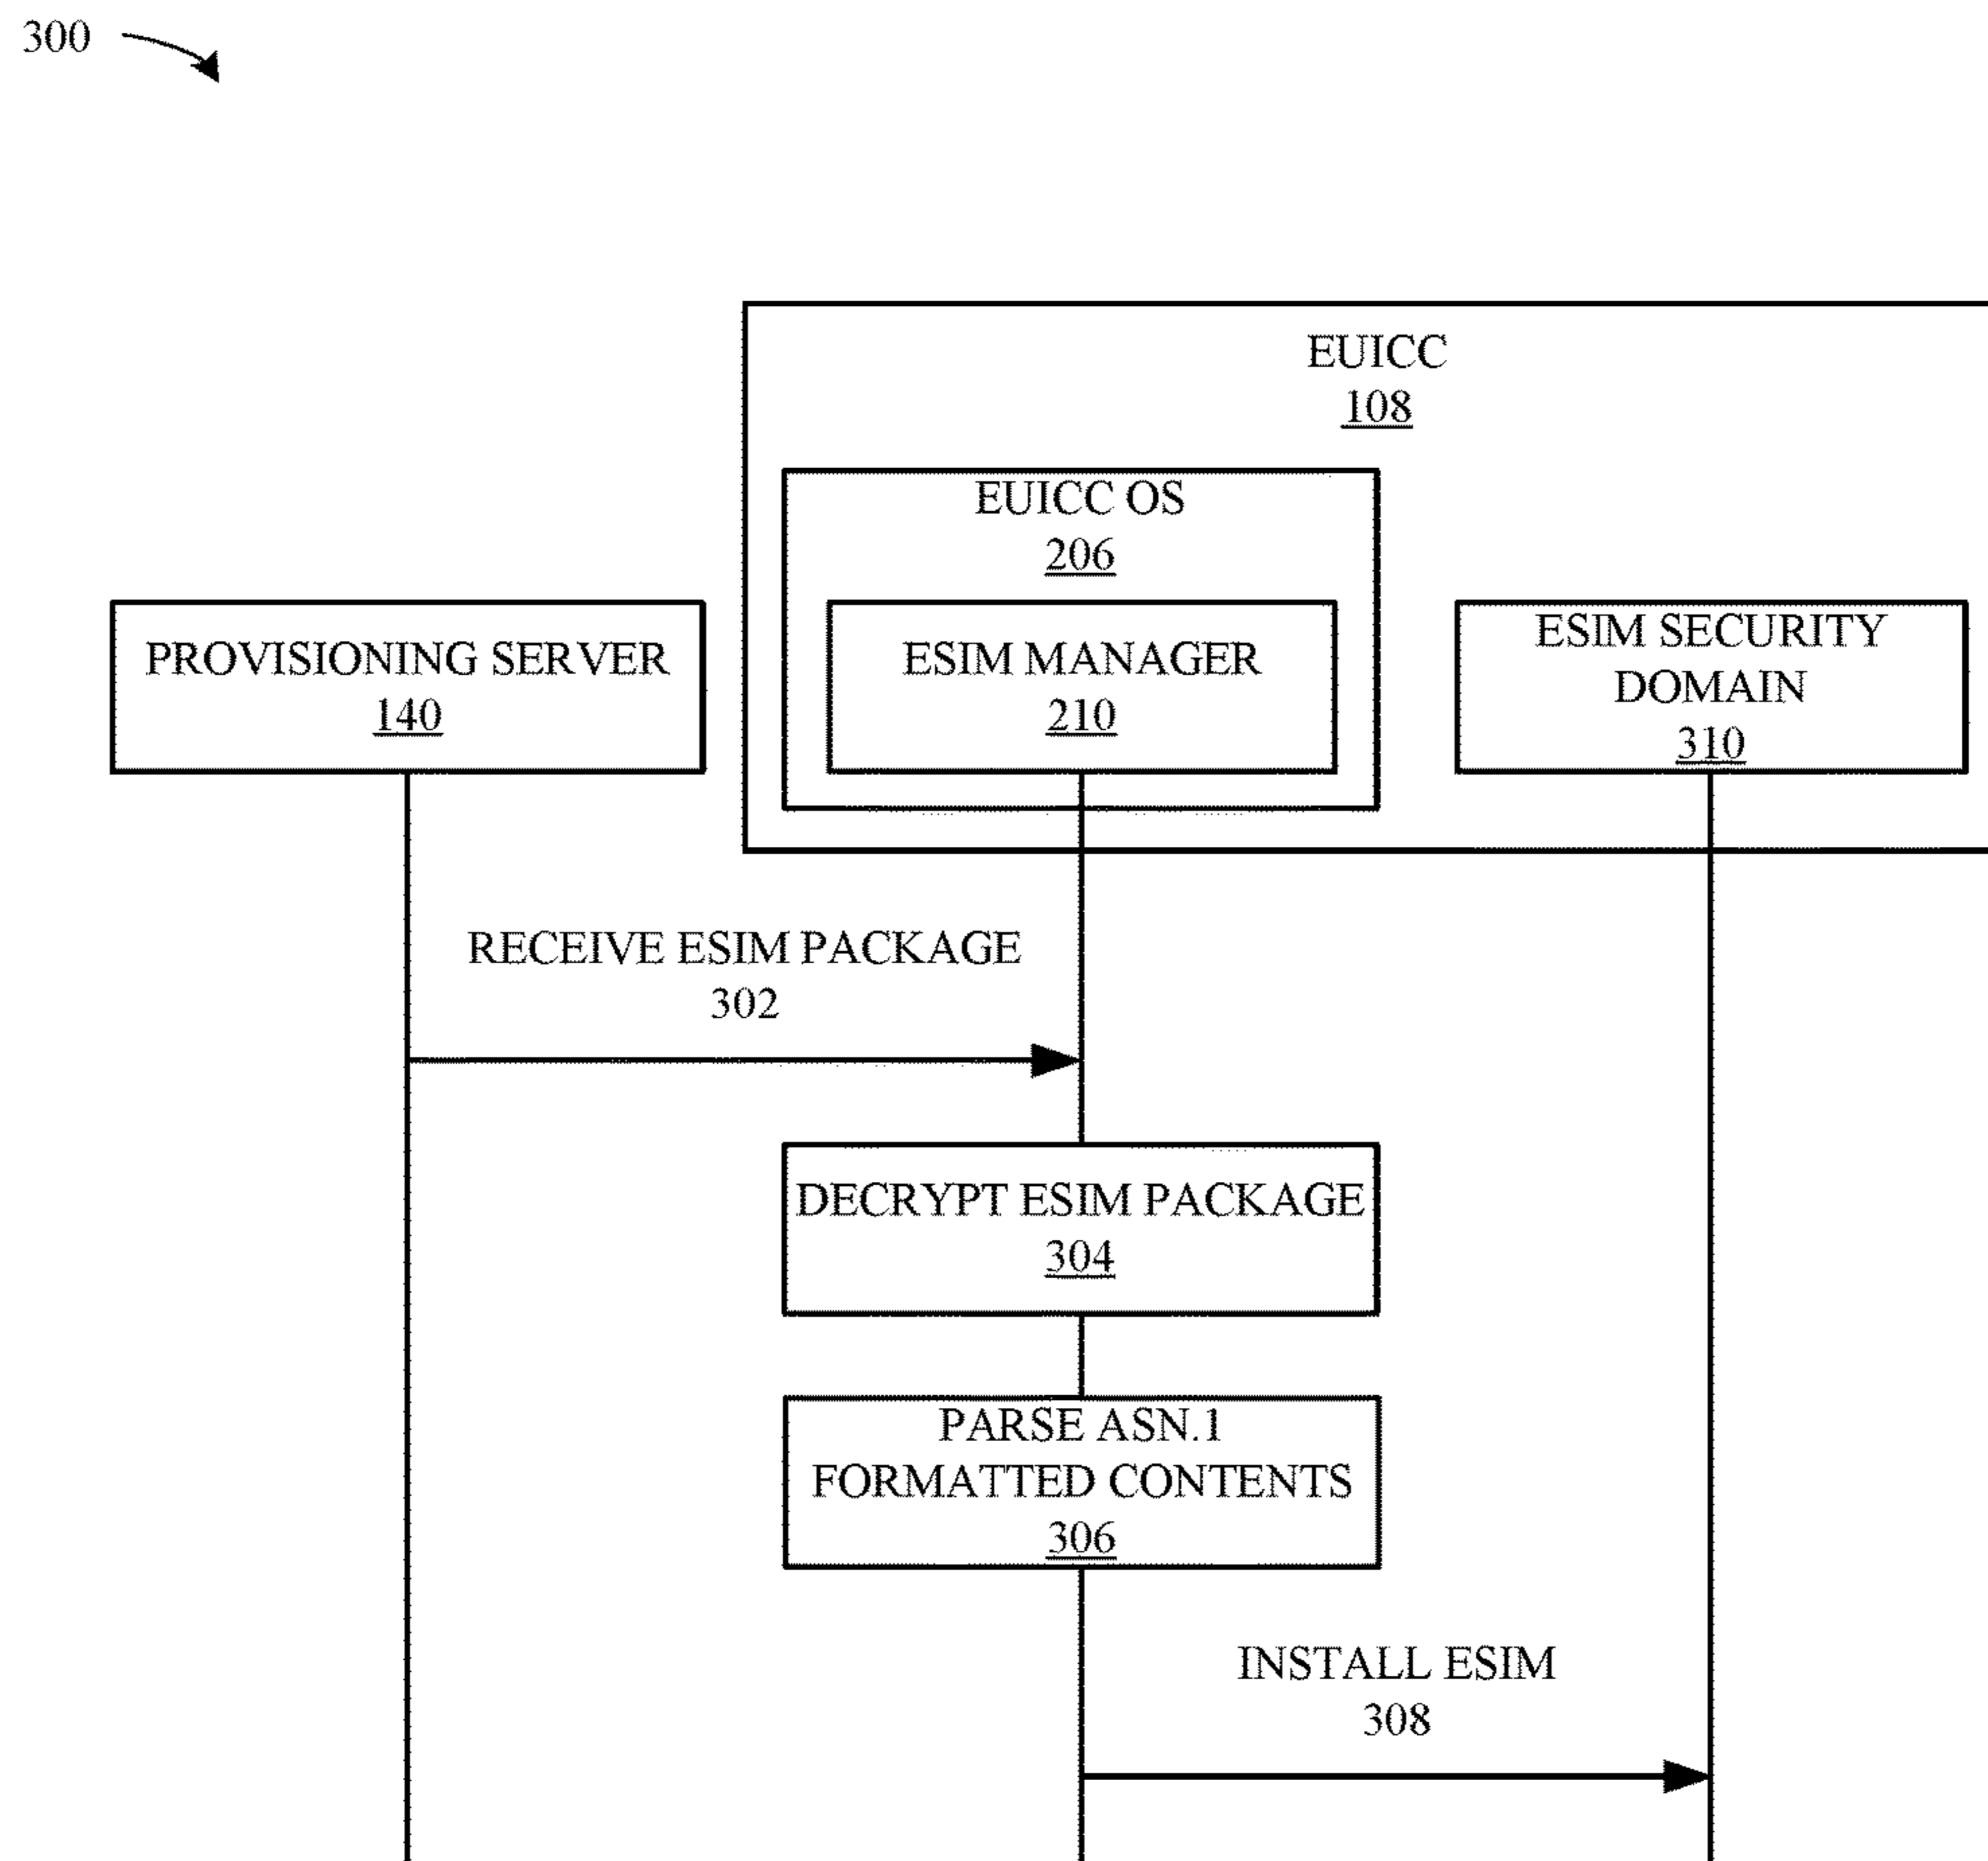 300
EUICC
108
EUICC OS
206
PROVISIONING SERVER
140
ESIM MANAGER
210
ESIM SECURITY
DOMAIN
310
RECEIVE ESIM PACKAGE
302
DECRYPT ESIM PACKAGE
304
PARSE ASN.1
FORMATTED CONTENTS
306
INSTALL ESIM
308